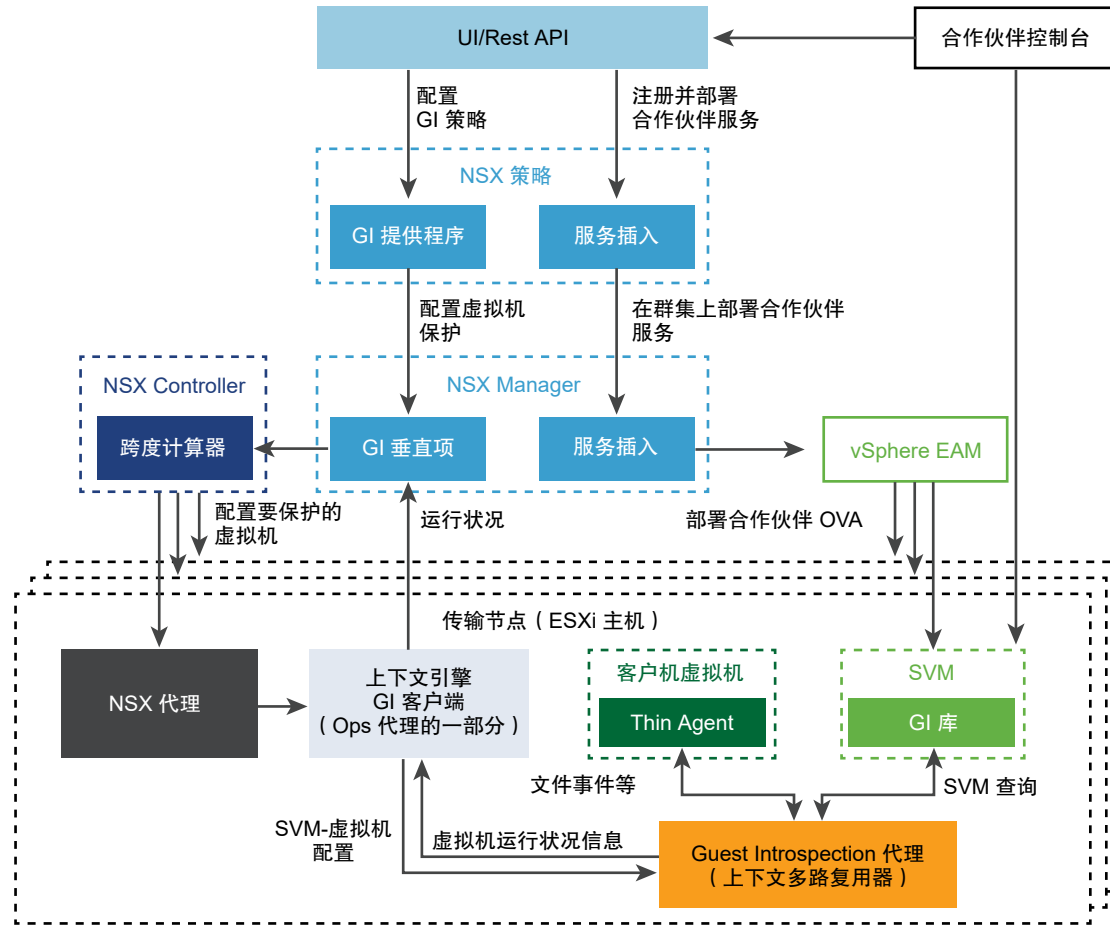 UI/Rest API
合作伙伴控制台
配置
GI 策略
注册并部署
合作伙伴服务
NSX 策略
GI 提供程序
服务插入
配置虚拟机
保护
在群集上部署合作伙伴
服务
NSX Controller
NSX Manager
跨度计算器
GI 垂直项
服务插入
vSphere EAM
配置要保护的
虚拟机
运行状况
部署合作伙伴 OVA
传输节点（ESXi 主机）
NSX 代理
上下文引擎
GI 客户端
（Ops 代理的一部分）
客户机虚拟机
Thin Agent
SVM
GI 库
文件事件等
SVM 查询
SVM-虚拟机
配置
虚拟机运行状况信息
Guest Introspection 代理
（上下文多路复用器）